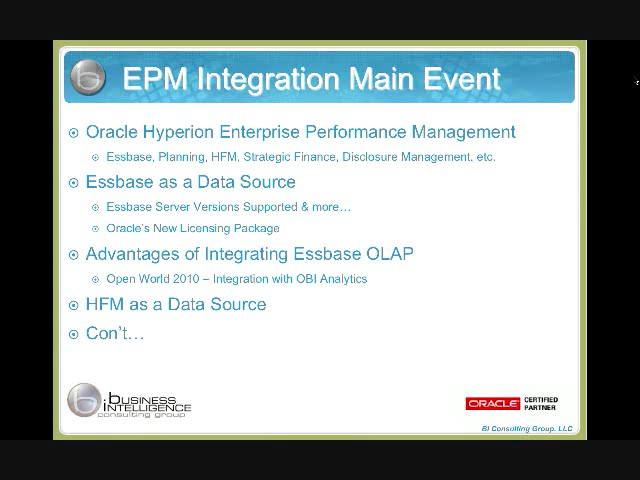 EPM Integration Main Event
Oracle Hyperion Enterprise Performance Management
Essbase, Planning, HFM, Strategic Finance, Disclosure Management, etc.
Essbase as a Data Source
Essbase Server Versions Supported & more…
Oracle's New Licensing Package
Advantages of Integrating Essbase OLAP
Open World 2010 – Integration with OBI Analytics
HFM as a Data Source
Con't…
BUSINESS
INTELLIGENCE
consulting group
ORACLE CERTIFIED
PARTNER
BI Consulting Group, LLC